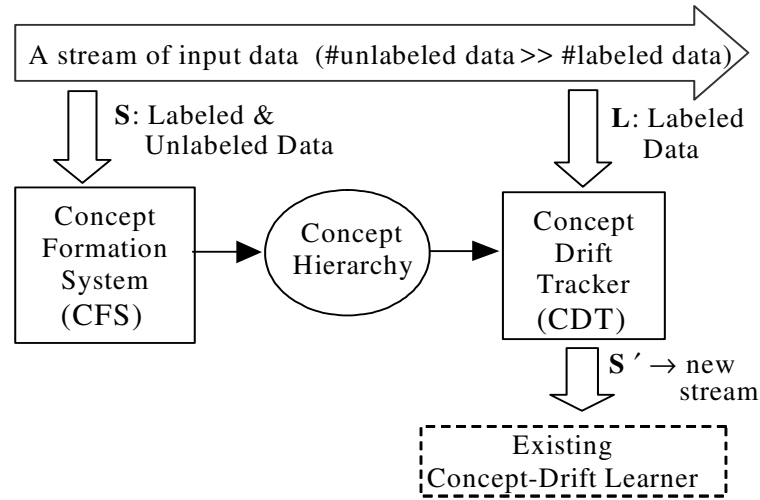 A stream of input data (#unlabeled data >> #labeled data)
S: Labeled &
Unlabeled Data
L: Labeled
Data
Concept
Formation
System
(CFS)
Concept
Hierarchy
Concept
Drift
Tracker
(CDT)
S ′ → new
stream
Existing
Concept-Drift Learner